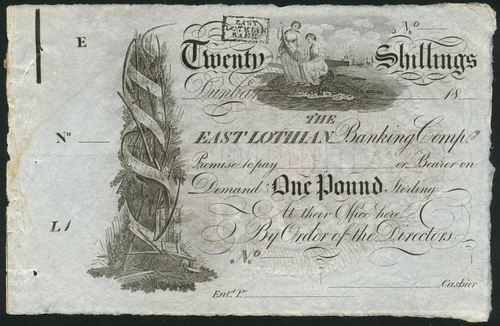 EAST
LOTHIAN
BANK
E
No
Twenty Shillings
Dunbar 18
THE
No
EAST LOTHIAN Banking Comp.y
Promise to pay or Bearer on
Demand One Pound Sterling
At their Office here
L1
By Order of the Directors
No
Cashier
Entd. Pr.